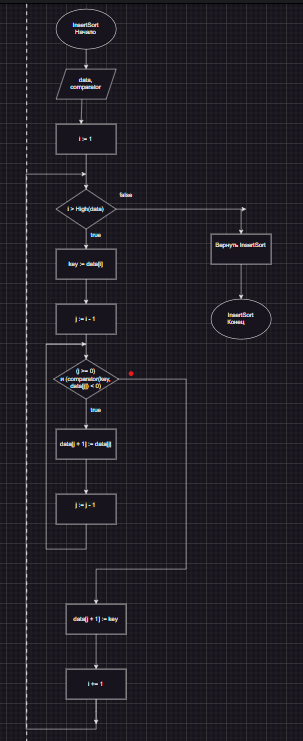 InsertSort
Начало
data,
comparator
i := 1
false
i > High(data)
true
Вернуть InsertSort
key := data[i]
InsertSort
Конец
j := i - 1
(j >= 0)
и (comparator(key,
data[j]) < 0)
true
data[j + 1] := data[j]
j := j - 1
data[j + 1] := key
i += 1